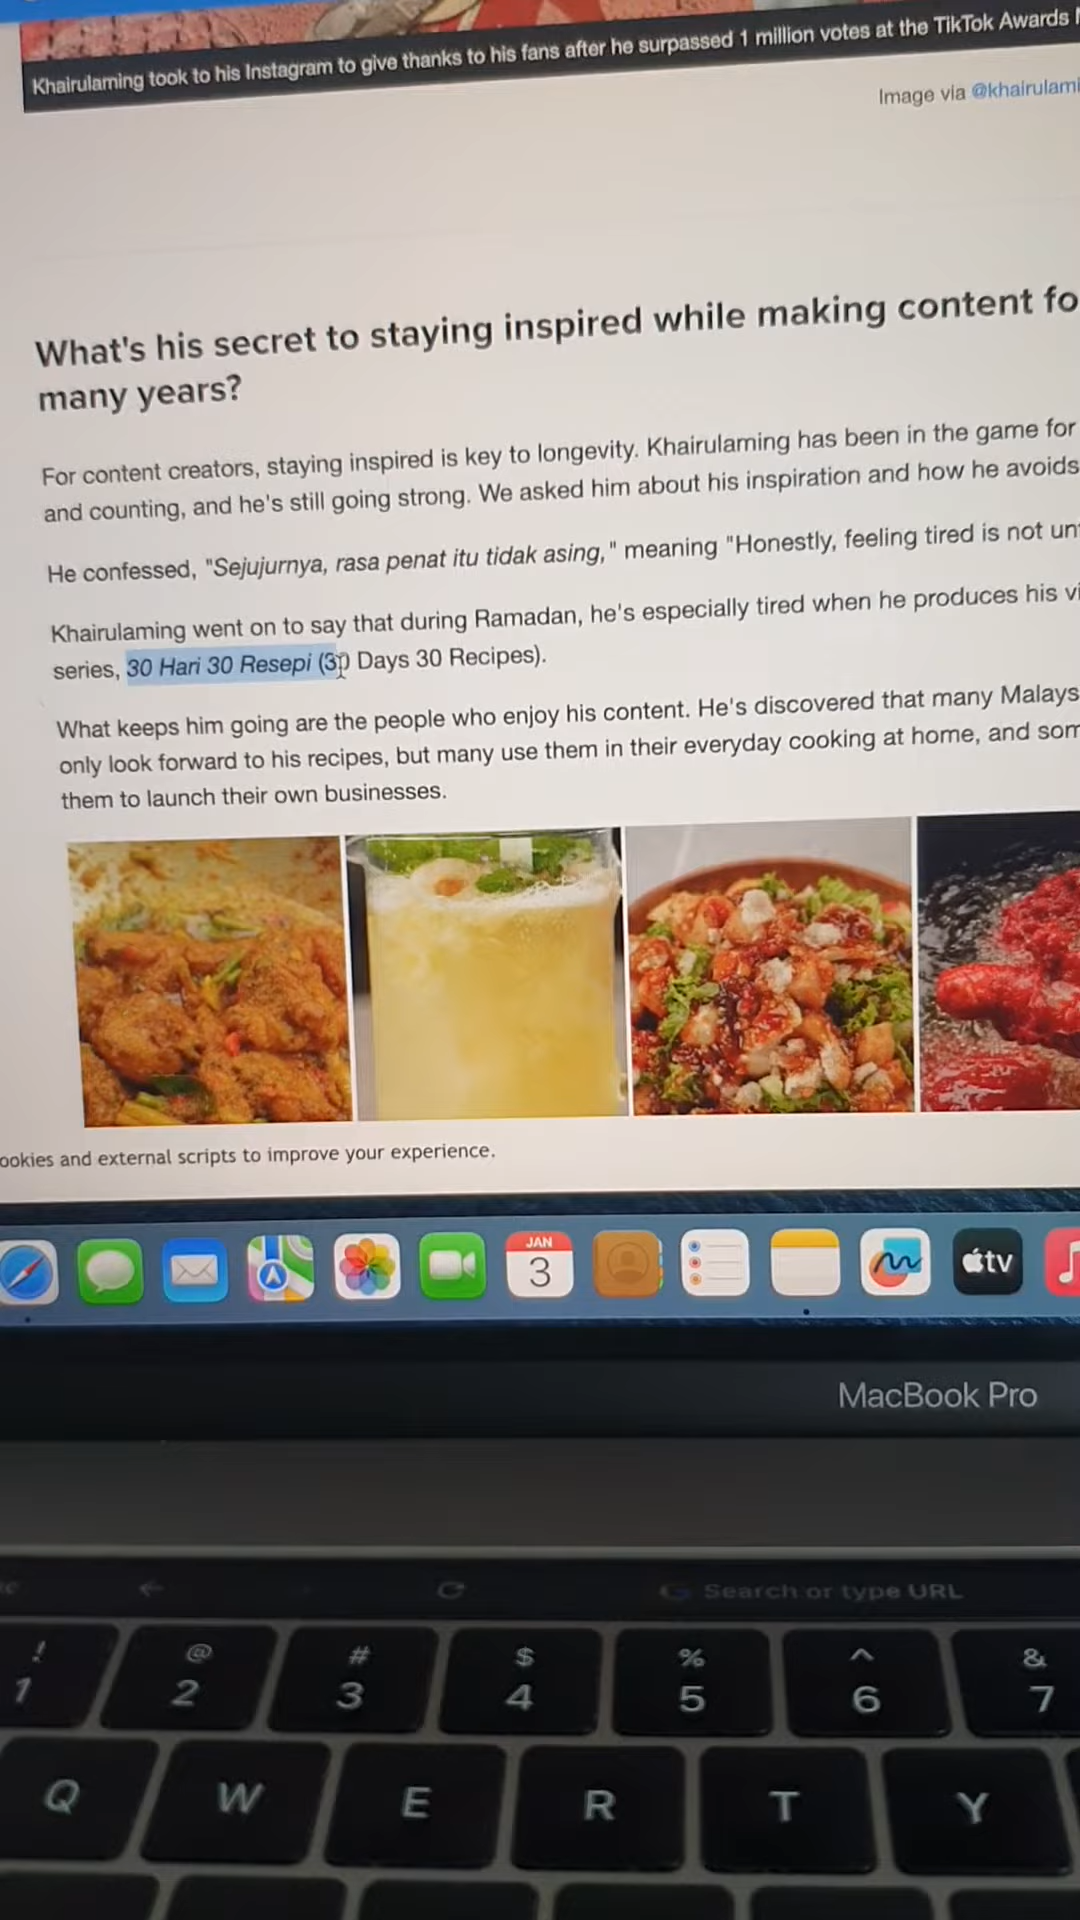 Khairulaming took to his Instagram to give thanks to his fans after he surpassed 1 million votes at the TikTok Awards
Image via @khairulami
What's his secret to staying inspired while making content fo
many years?
For content creators, staying inspired is key to longevity. Khairulaming has been in the game for
and counting, and he's still going strong. We asked him about his inspiration and how he avoids
He confessed, "Sejujurnya, rasa penat itu tidak asing," meaning "Honestly, feeling tired is not un
Khairulaming went on to say that during Ramadan, he's especially tired when he produces his vi
series, 30 Hari 30 Resepi (30 Days 30 Recipes).
What keeps him going are the people who enjoy his content. He's discovered that many Malays
only look forward to his recipes, but many use them in their everyday cooking at home, and som
them to launch their own businesses.
ookies and external scripts to improve your experience.
JAN
3
tv
MacBook Pro
Search or type URL
! @ # $ % ^ &
1 2 3 4 5 6 7
Q W E R T Y